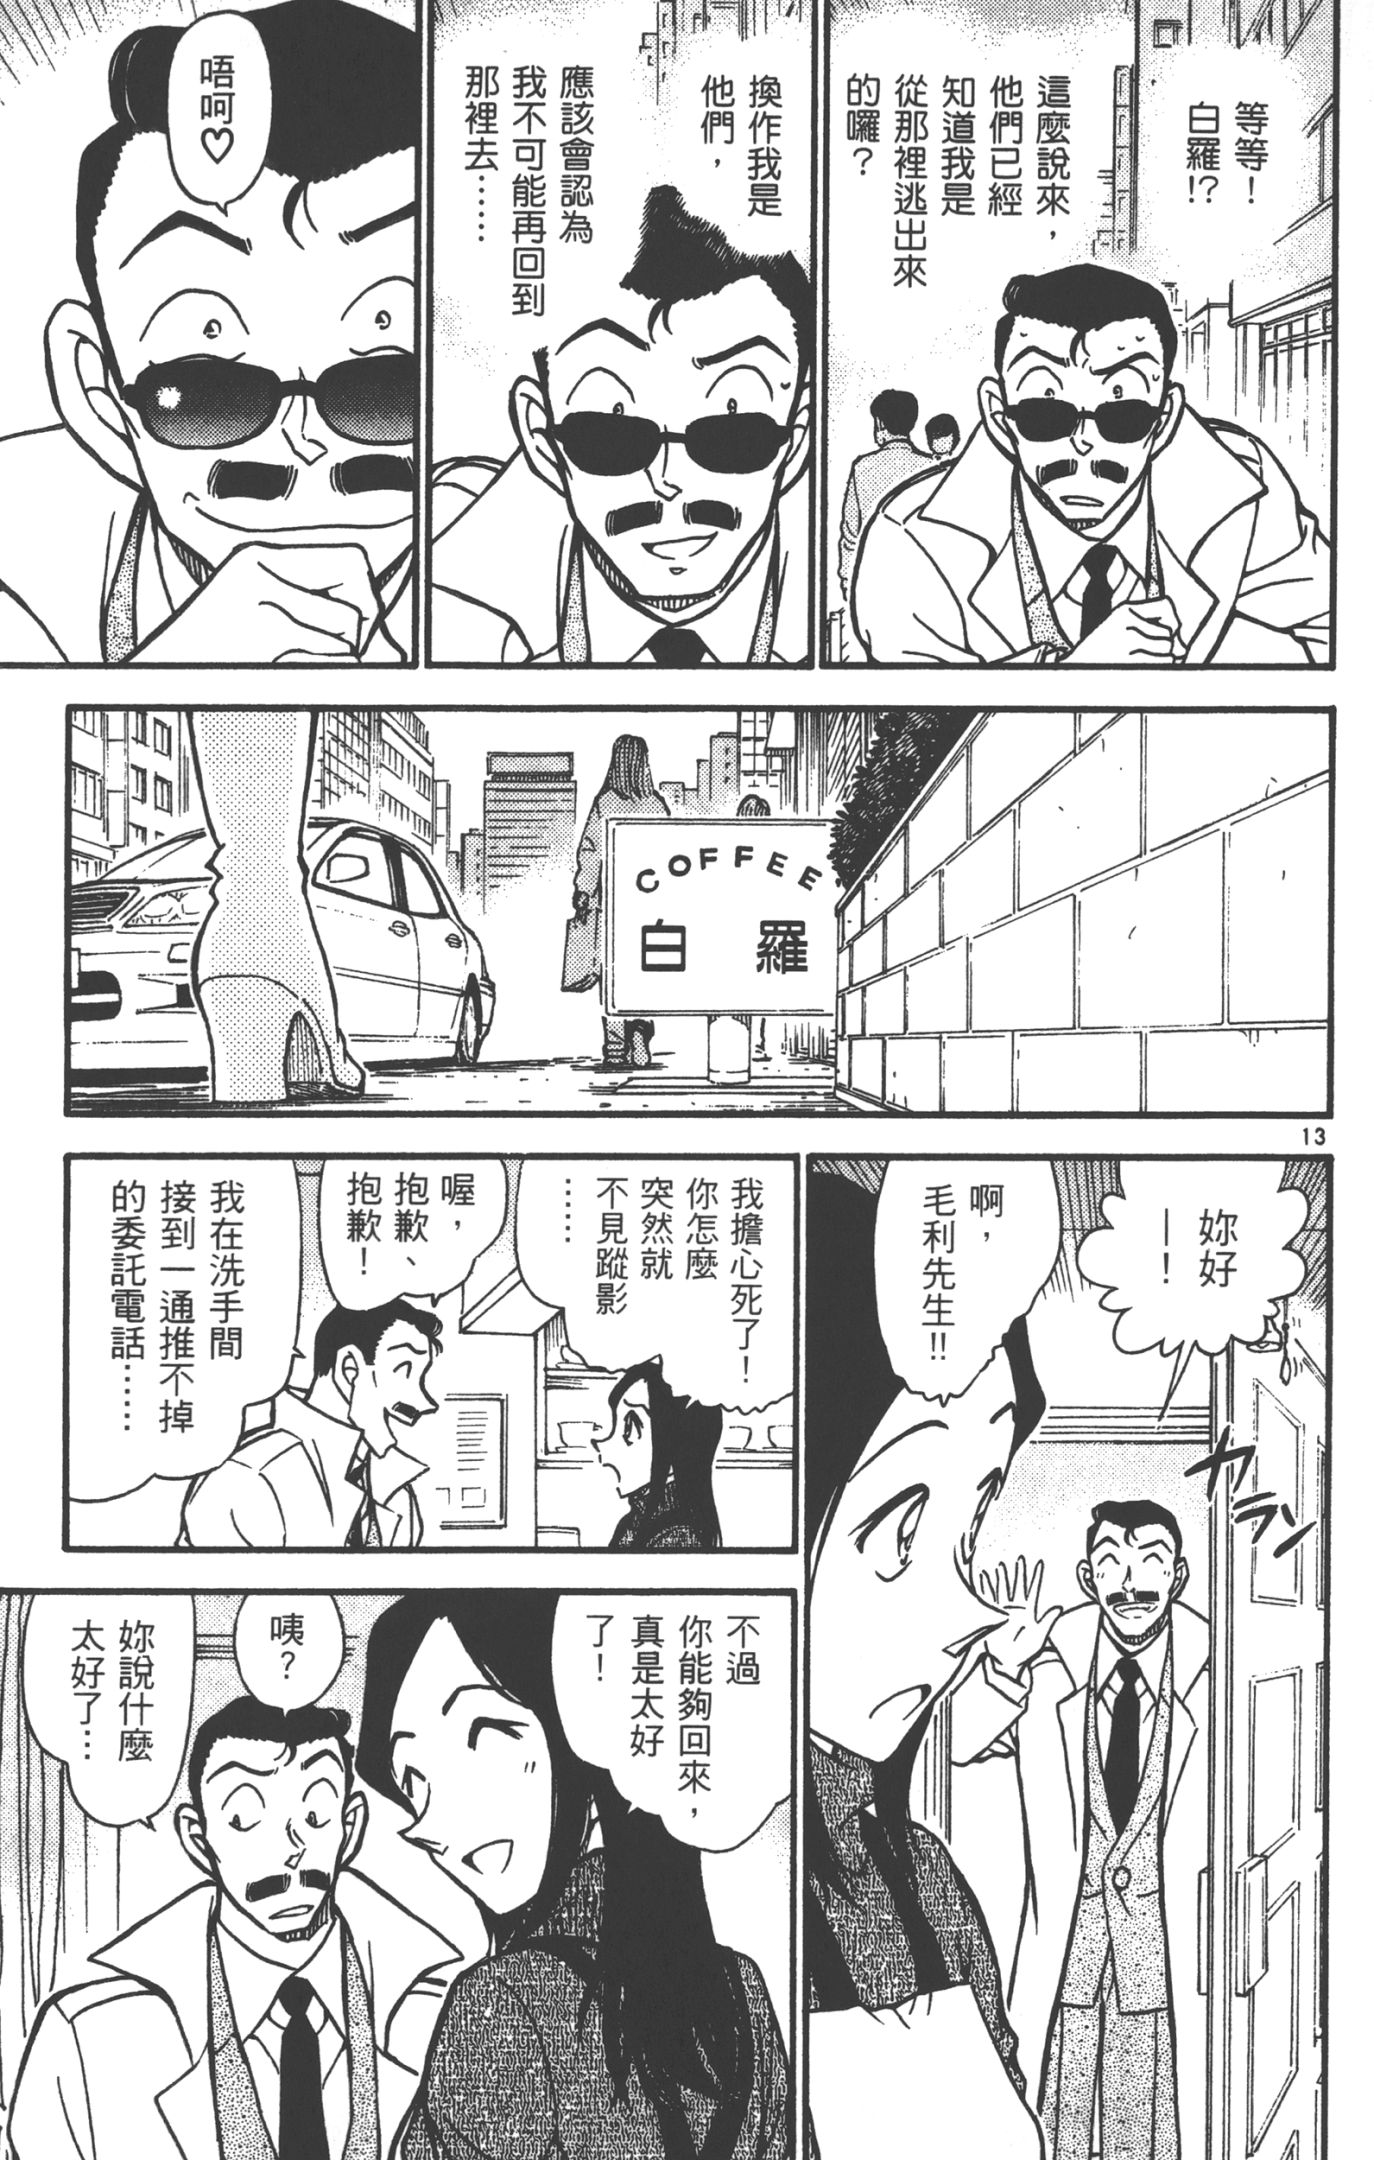 等等！
白羅!?
這麼說來，
他們已經
知道我是
從那裡逃出來
的囉？
換作我是
他們，
應該會認為
我不可能再回到
那裡去……
唔呵♡
COFFEE
白 羅
13
妳好
—！
カラン
啊，
毛利先生!!
我擔心死了！
你怎麼
突然就
不見蹤影
……
喔，
抱歉、
抱歉！
我在洗手間
接到一通推不掉
的委託電話……
不過
你能夠回來，
真是太好
了！
咦？
妳說什麼
太好了…